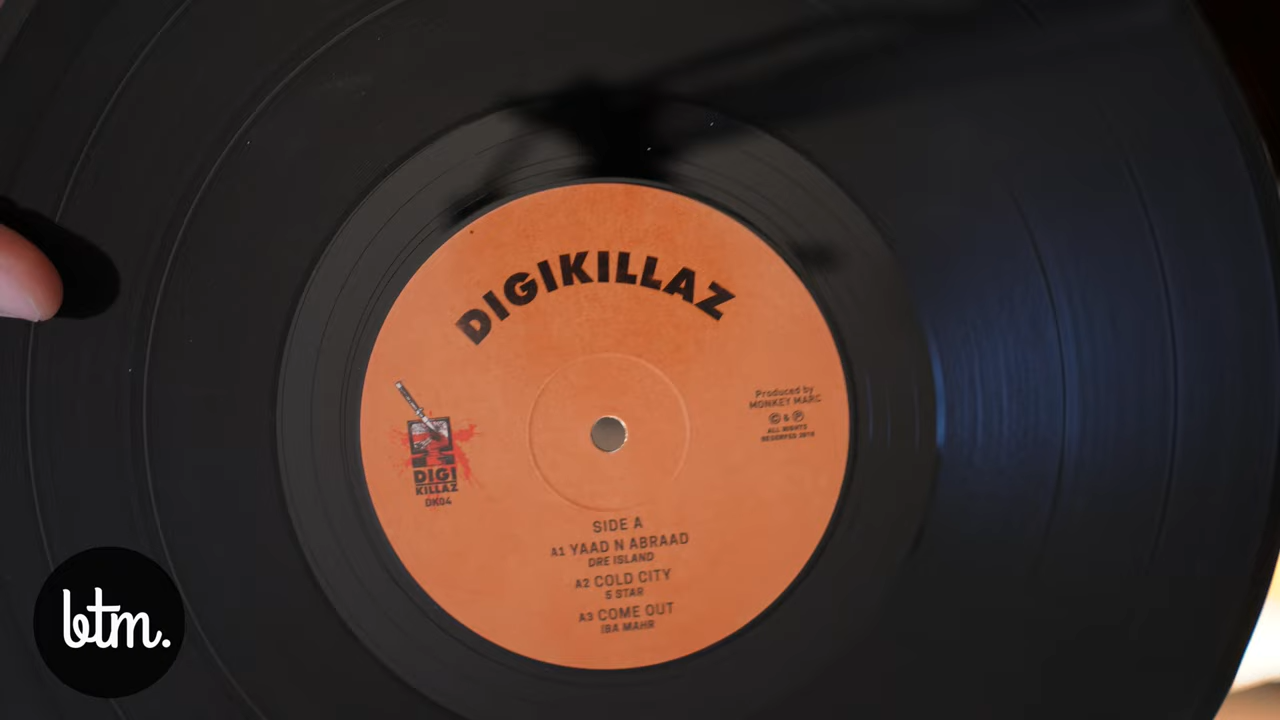 DIGIKILLAZ
Produced by
MONKEY MARC
© & ℗
ALL RIGHTS
RESERVED 2018
DIGI
KILLAZ
DK04
SIDE A
A1 YAAD N ABRAAD
DRE ISLAND
A2 COLD CITY
5 STAR
A3 COME OUT
IBA MAHR
btm.